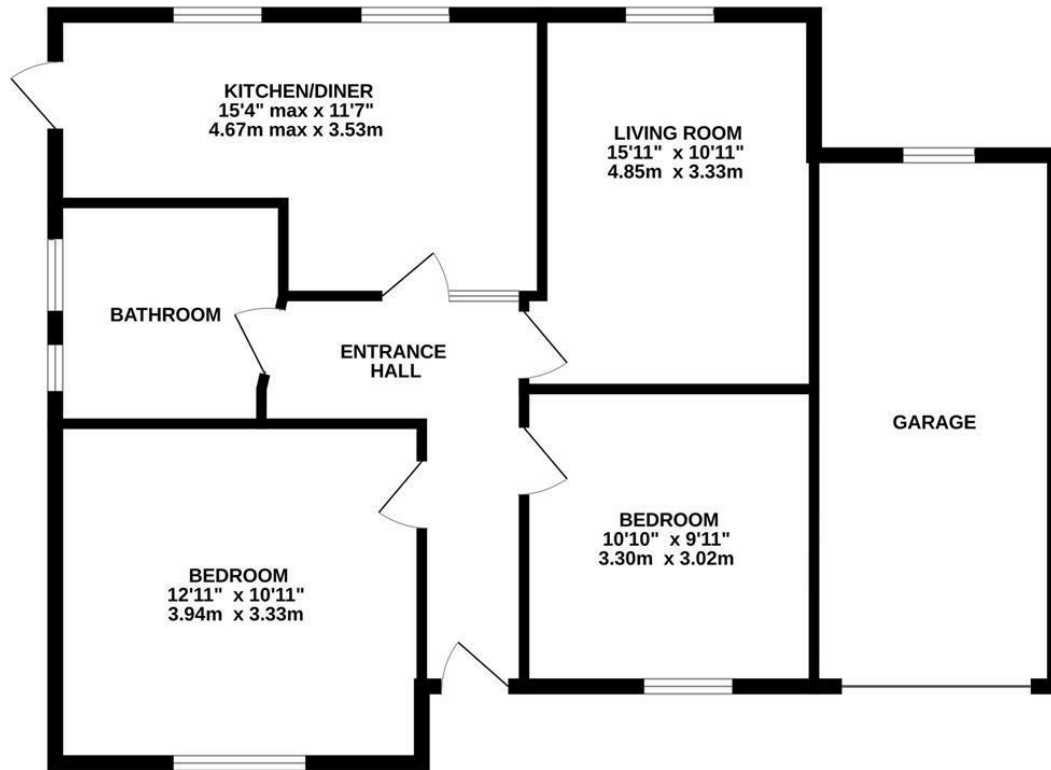 KITCHEN/DINER
15'4" max x 11'7"
4.67m max x 3.53m
LIVING ROOM
15'11" x 10'11"
4.85m x 3.33m
BATHROOM
ENTRANCE
HALL
GARAGE
BEDROOM
12'11" x 10'11"
3.94m x 3.33m
BEDROOM
10'10" x 9'11"
3.30m x 3.02m